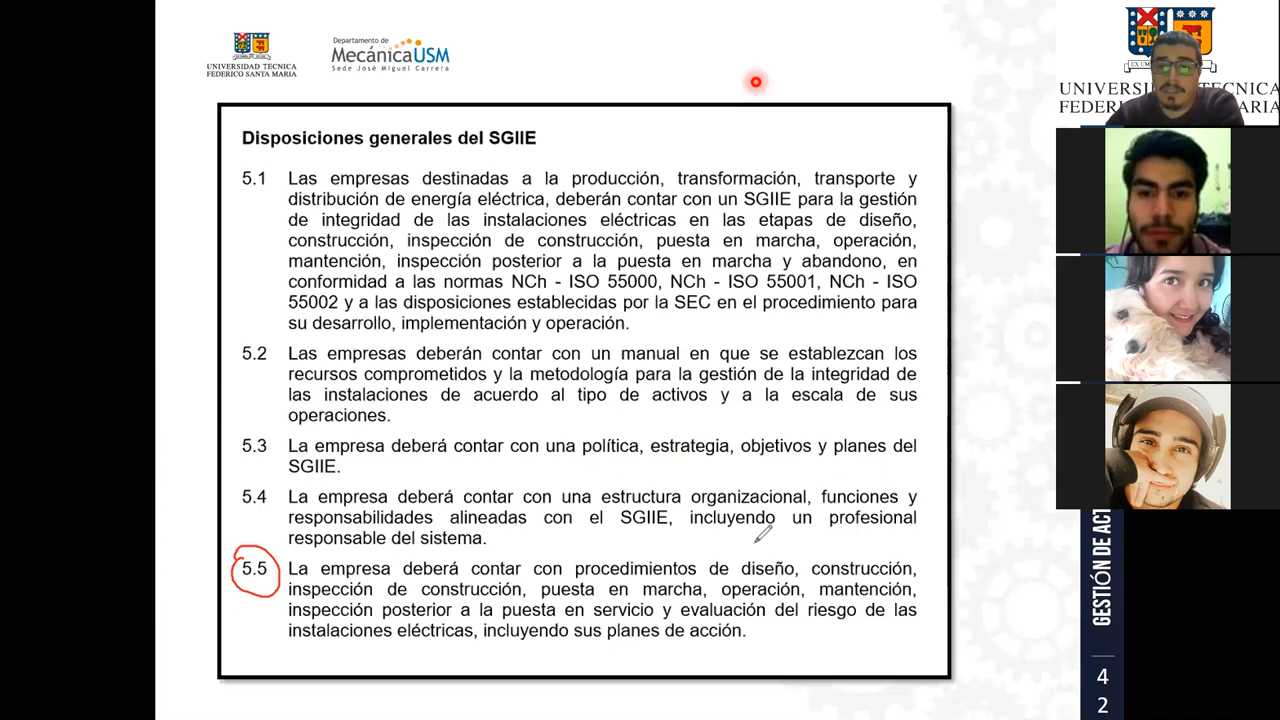 UNIVERSIDAD TECNICA
FEDERICO SANTA MARIA
Departamento de
MecánicaUSM
Sede José Miguel Carrera
Disposiciones generales del SGIIE
5.1 Las empresas destinadas a la producción, transformación, transporte y
distribución de energía eléctrica, deberán contar con un SGIIE para la gestión
de integridad de las instalaciones eléctricas en las etapas de diseño,
construcción, inspección de construcción, puesta en marcha, operación,
mantención, inspección posterior a la puesta en marcha y abandono, en
conformidad a las normas NCh - ISO 55000, NCh - ISO 55001, NCh - ISO
55002 y a las disposiciones establecidas por la SEC en el procedimiento para
su desarrollo, implementación y operación.
5.2 Las empresas deberán contar con un manual en que se establezcan los
recursos comprometidos y la metodología para la gestión de la integridad de
las instalaciones de acuerdo al tipo de activos y a la escala de sus
operaciones.
5.3 La empresa deberá contar con una política, estrategia, objetivos y planes del
SGIIE.
5.4 La empresa deberá contar con una estructura organizacional, funciones y
responsabilidades alineadas con el SGIIE, incluyendo un profesional
responsable del sistema.
5.5 La empresa deberá contar con procedimientos de diseño, construcción,
inspección de construcción, puesta en marcha, operación, mantención,
inspección posterior a la puesta en servicio y evaluación del riesgo de las
instalaciones eléctricas, incluyendo sus planes de acción.
EX UM
UNIVERSI TECNICA
FEDER MARIA
GESTIÓN DE ACT
4
2